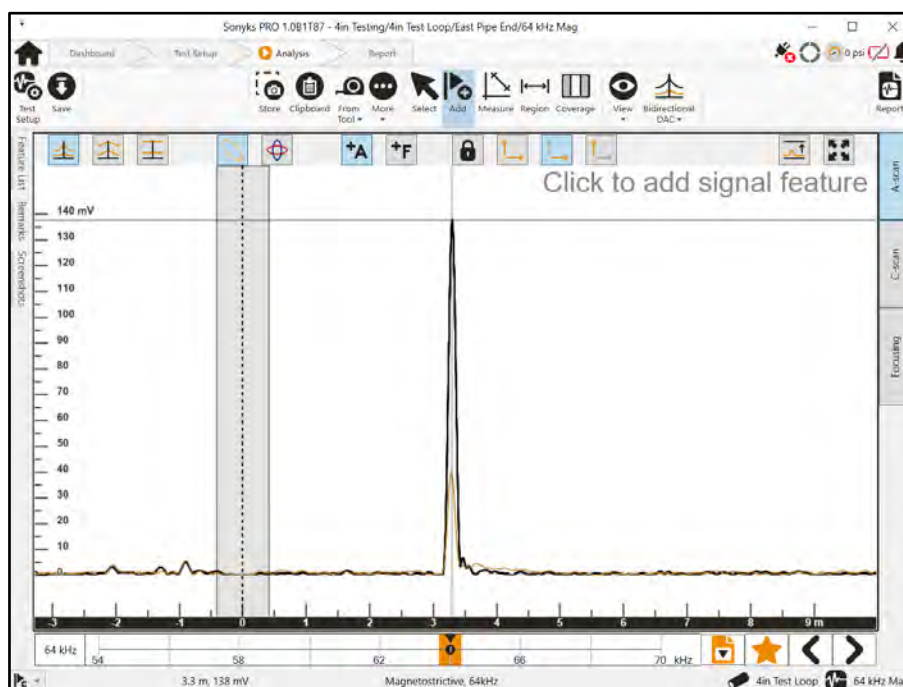 Sonyks PRO 1.0B1T87 - 4in Testing/4in Test Loop/East Pipe End/64 kHz Mag
Dashboard Test Setup Analysis Report
0 psi
Test Setup Save Store Clipboard From Tool More Select Add Measure Region Coverage View Bidirectional DAC Report
Feature List Remarks Screenshots
+A +F
Click to add signal feature
A-scan
C-scan
Focusing
140 mV
130
120
110
100
90
80
70
60
50
40
30
20
10
0
-3 -2 -1 0 1 2 3 4 5 6 7 8 9 m
64 kHz 54 58 62 66 70 kHz
3.3 m, 138 mV Magnetostrictive, 64kHz 4in Test Loop 64 kHz Ma